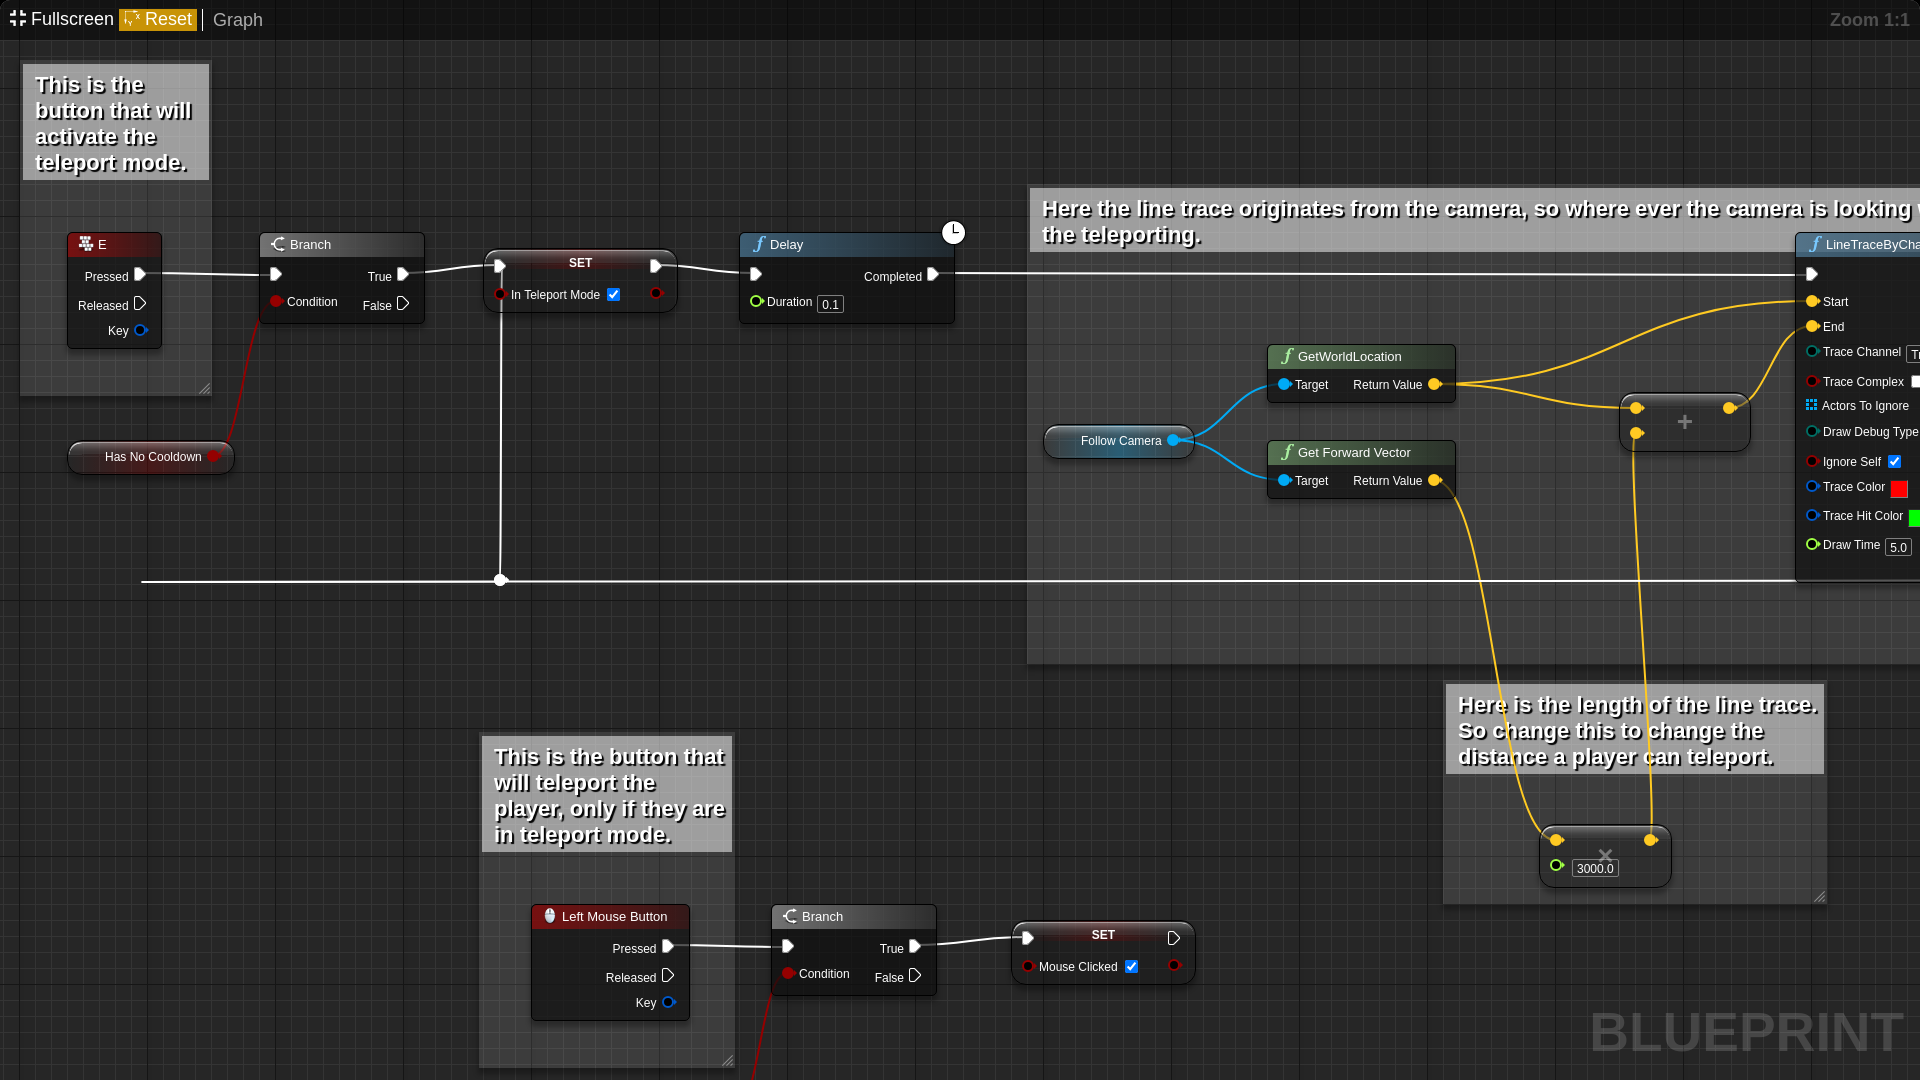 Fullscreen Reset Graph Zoom 1:1
This is the
button that will
activate the
teleport mode.
Here the line trace originates from the camera, so where ever the camera is looking
the teleporting.
E
Pressed
Released
Key
Branch
True
Condition
False
SET
In Teleport Mode
Delay
Completed
Duration 0.1
Has No Cooldown
Follow Camera
GetWorldLocation
Target Return Value
Get Forward Vector
Target Return Value
+
LineTraceByCha
Start
End
Trace Channel
Trace Complex
Actors To Ignore
Draw Debug Type
Ignore Self
Trace Color
Trace Hit Color
Draw Time 5.0
Here is the length of the line trace.
So change this to change the
distance a player can teleport.
3000.0
This is the button that
will teleport the
player, only if they are
in teleport mode.
Left Mouse Button
Pressed
Released
Key
Branch
True
Condition
False
SET
Mouse Clicked
BLUEPRINT